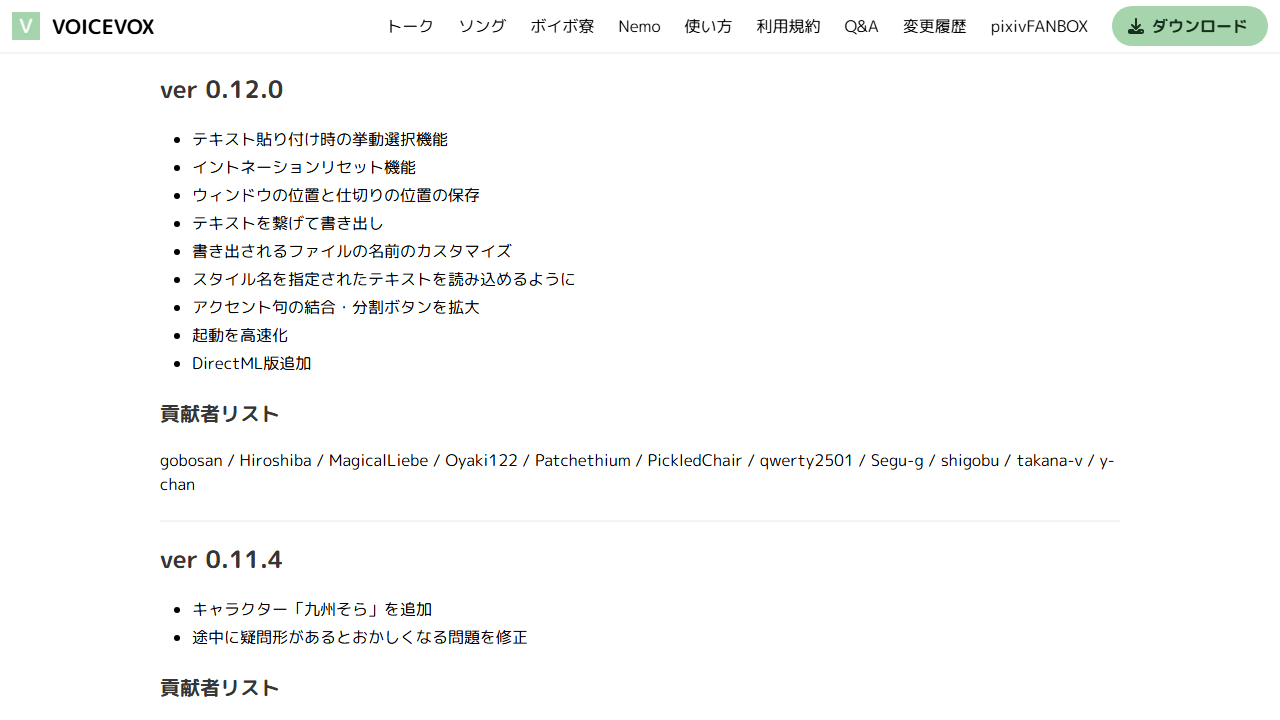 V VOICEVOX トーク ソング ボイボ寮 Nemo 使い方 利用規約 Q&A 変更履歴 pixivFANBOX ダウンロード
ver 0.12.0
テキスト貼り付け時の挙動選択機能
イントネーションリセット機能
ウィンドウの位置と仕切りの位置の保存
テキストを繋げて書き出し
書き出されるファイルの名前のカスタマイズ
スタイル名を指定されたテキストを読み込めるように
アクセント句の結合・分割ボタンを拡大
起動を高速化
DirectML版追加
貢献者リスト
gobosan / Hiroshiba / MagicalLiebe / Oyaki122 / Patchethium / PickledChair / qwerty2501 / Segu-g / shigobu / takana-v / y-
chan
ver 0.11.4
キャラクター「九州そら」を追加
途中に疑問形があるとおかしくなる問題を修正
貢献者リスト